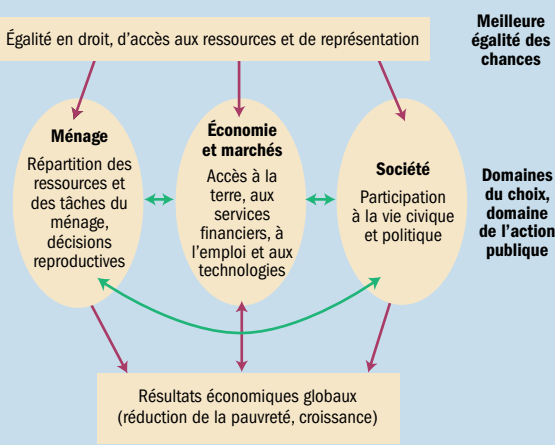 Égalité en droit, d'accès aux ressources et de représentation
Meilleure
égalité des
chances
Ménage
Répartition des
ressources et
des tâches du
ménage,
décisions
reproductives
Économie
et marchés
Accès à la
terre, aux
services
financiers, à
l'emploi et aux
technologies
Société
Participation
à la vie civique
et politique
Domaines
du choix,
domaine
de l'action
publique
Résultats économiques globaux
(réduction de la pauvreté, croissance)